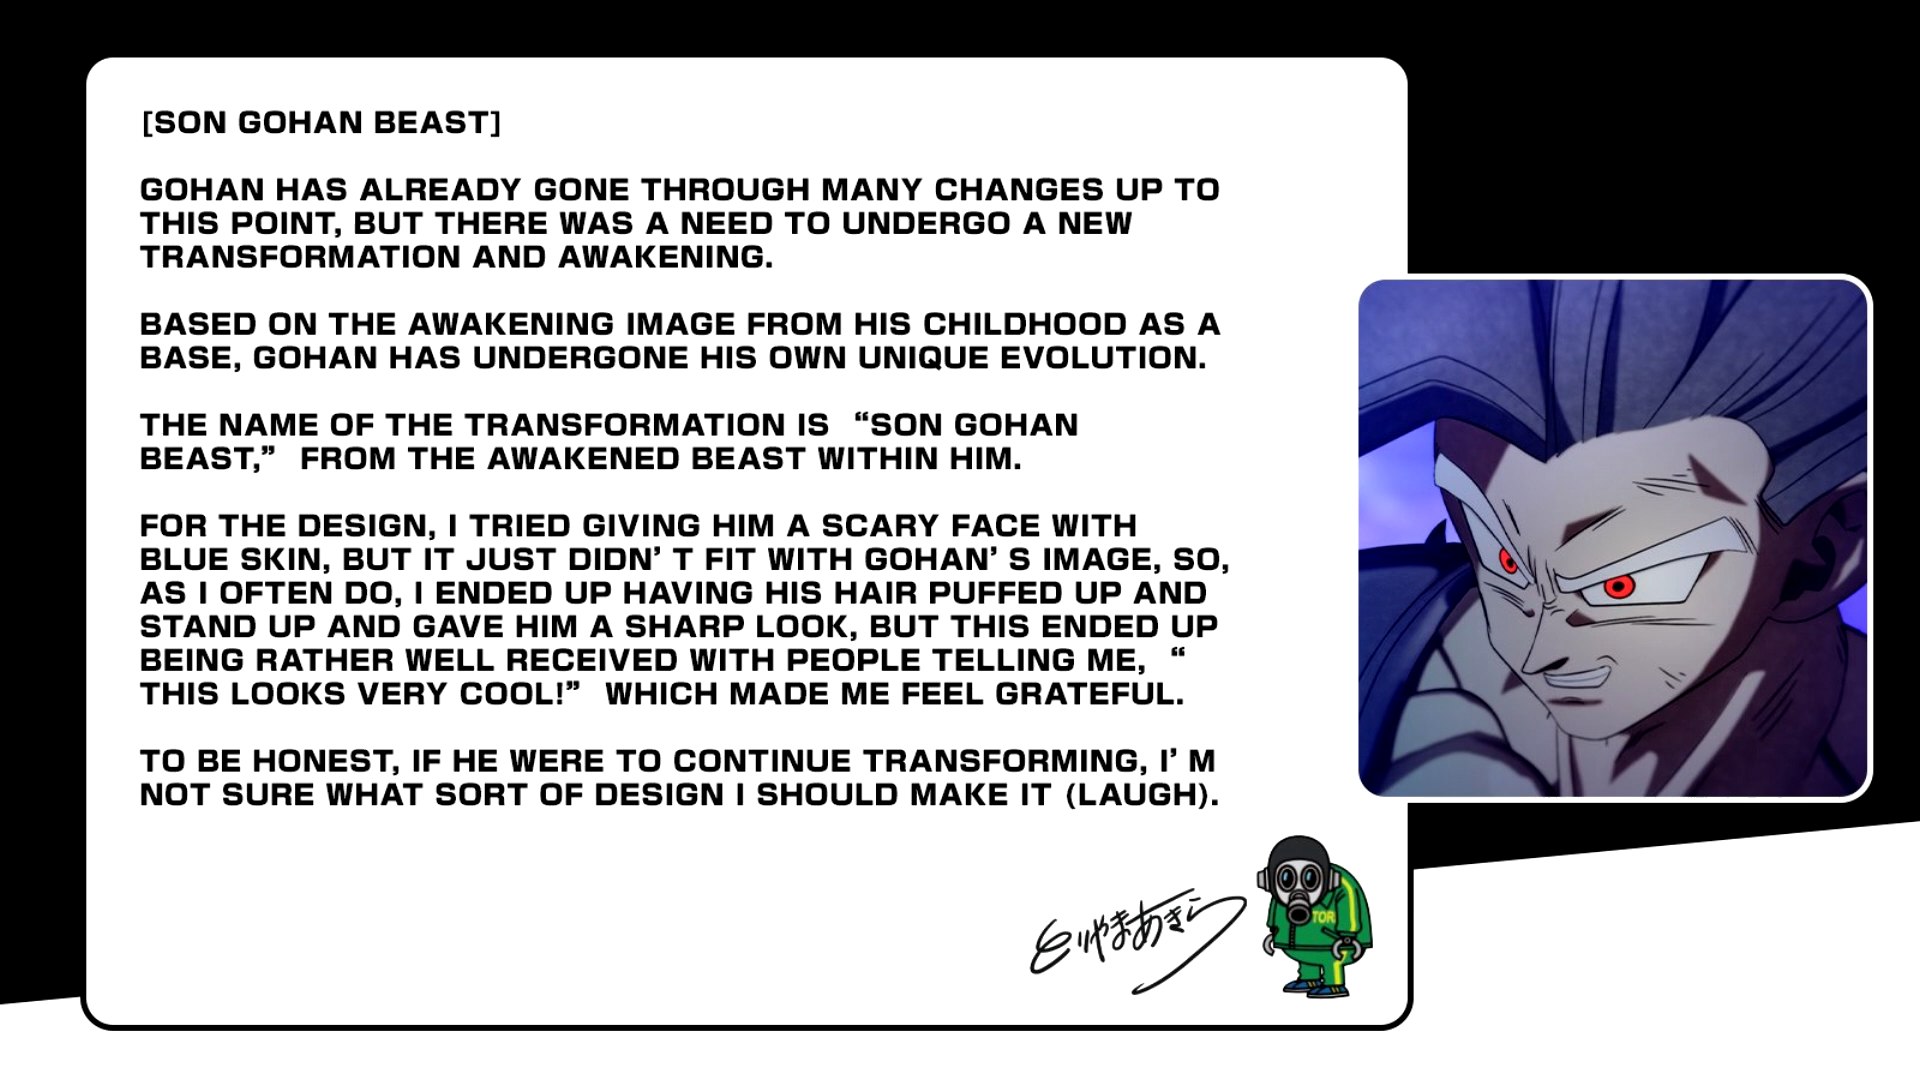 [SON GOHAN BEAST]
GOHAN HAS ALREADY GONE THROUGH MANY CHANGES UP TO
THIS POINT, BUT THERE WAS A NEED TO UNDERGO A NEW
TRANSFORMATION AND AWAKENING.
BASED ON THE AWAKENING IMAGE FROM HIS CHILDHOOD AS A
BASE, GOHAN HAS UNDERGONE HIS OWN UNIQUE EVOLUTION.
THE NAME OF THE TRANSFORMATION IS “SON GOHAN
BEAST,” FROM THE AWAKENED BEAST WITHIN HIM.
FOR THE DESIGN, I TRIED GIVING HIM A SCARY FACE WITH
BLUE SKIN, BUT IT JUST DIDN’ T FIT WITH GOHAN’ S IMAGE, SO,
AS I OFTEN DO, I ENDED UP HAVING HIS HAIR PUFFED UP AND
STAND UP AND GAVE HIM A SHARP LOOK, BUT THIS ENDED UP
BEING RATHER WELL RECEIVED WITH PEOPLE TELLING ME, “
THIS LOOKS VERY COOL!” WHICH MADE ME FEEL GRATEFUL.
TO BE HONEST, IF HE WERE TO CONTINUE TRANSFORMING, I’ M
NOT SURE WHAT SORT OF DESIGN I SHOULD MAKE IT (LAUGH).
とりやまあきら
TORI